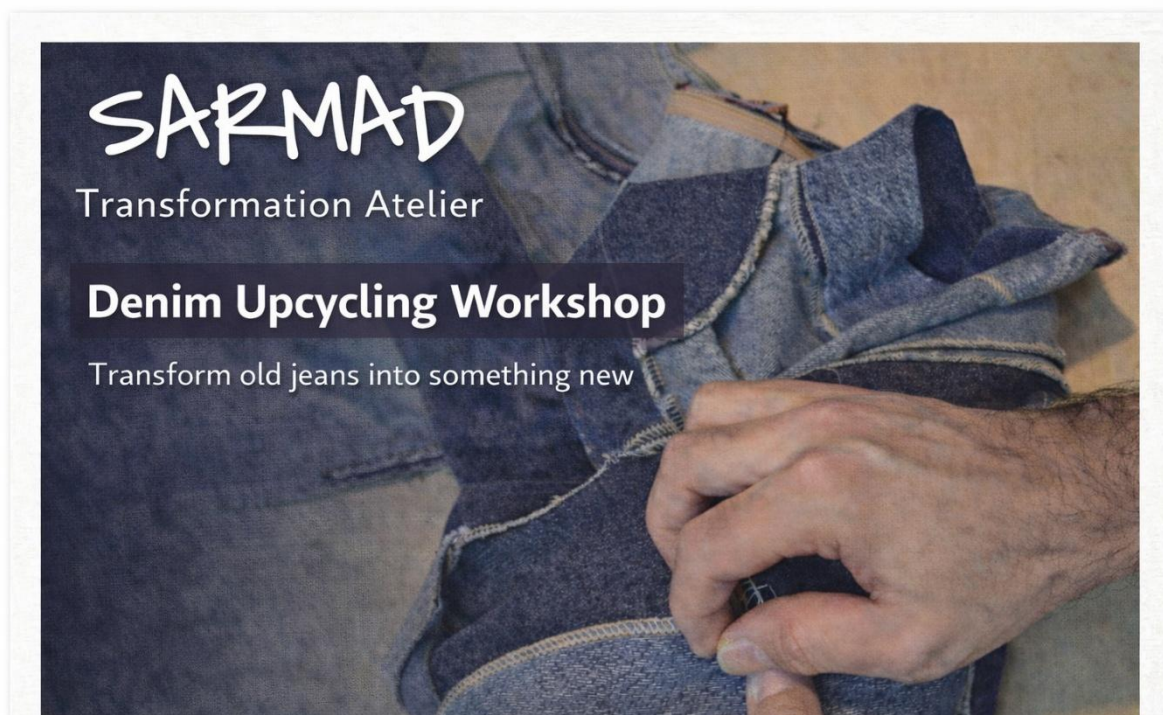 SARMAD
Transformation Atelier
Denim Upcycling Workshop
Transform old jeans into something new